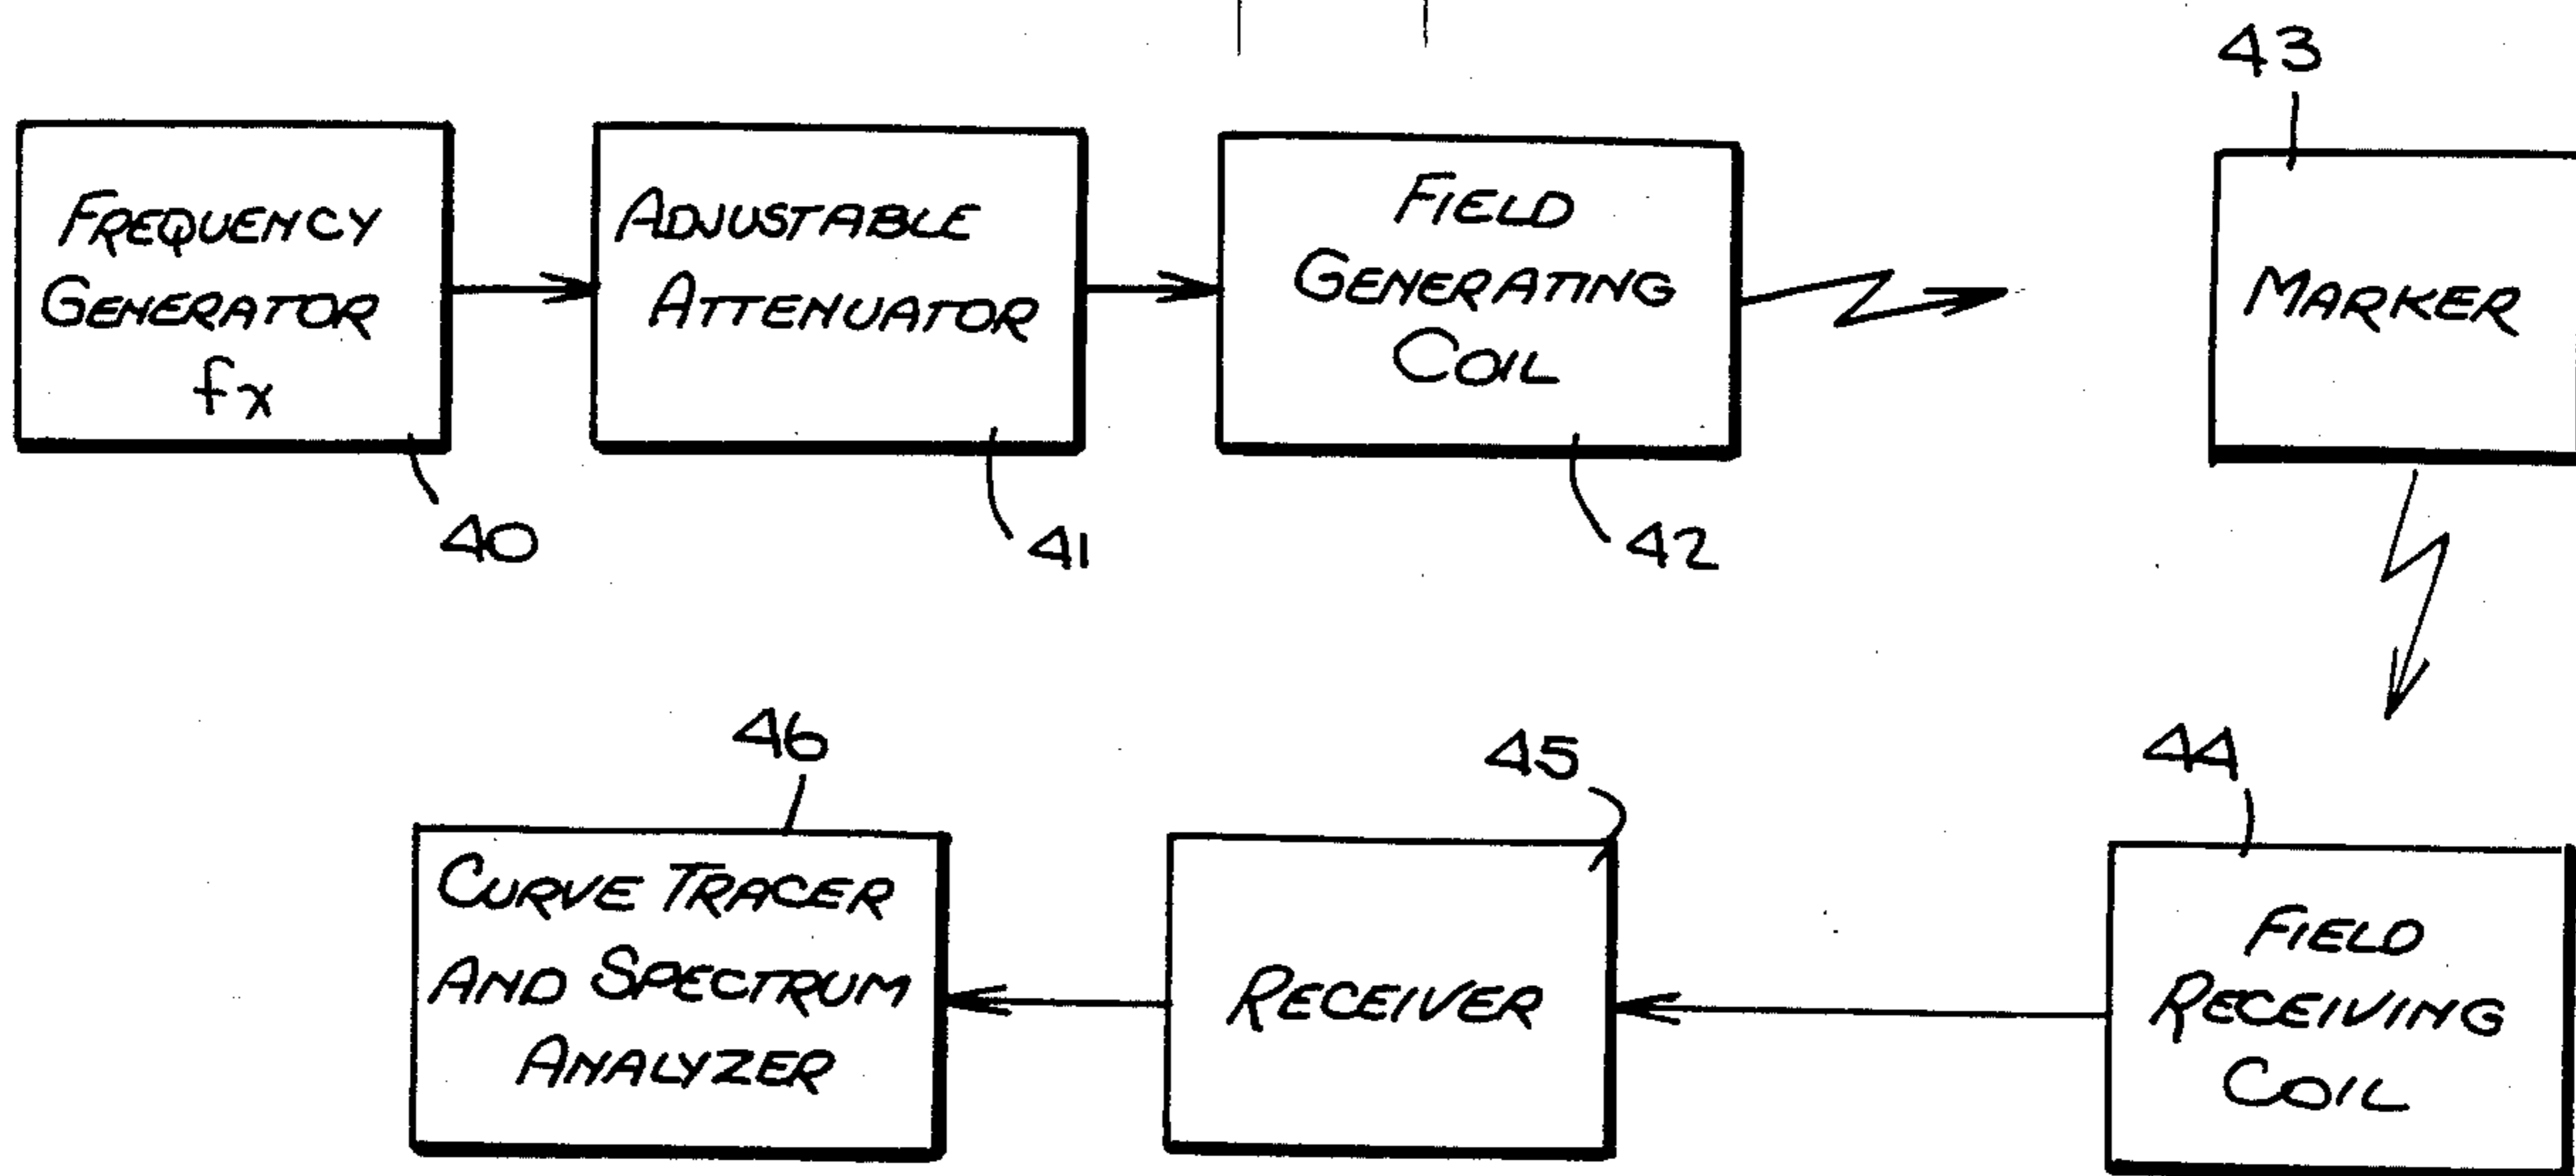 43
FREQUENCY
GENERATOR
fx
ADJUSTABLE
ATTENUATOR
FIELD
GENERATING
COIL
MARKER
40
41
42
46
45
44
CURVE TRACER
AND SPECTRUM
ANALYZER
RECEIVER
FIELD
RECEIVING
COIL